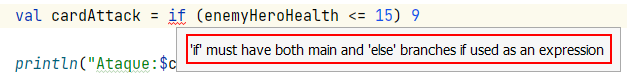 val cardAttack = if (enemyHeroHealth <= 15) 9
'if' must have both main and 'else' branches if used as an expression
println("Ataque:$c